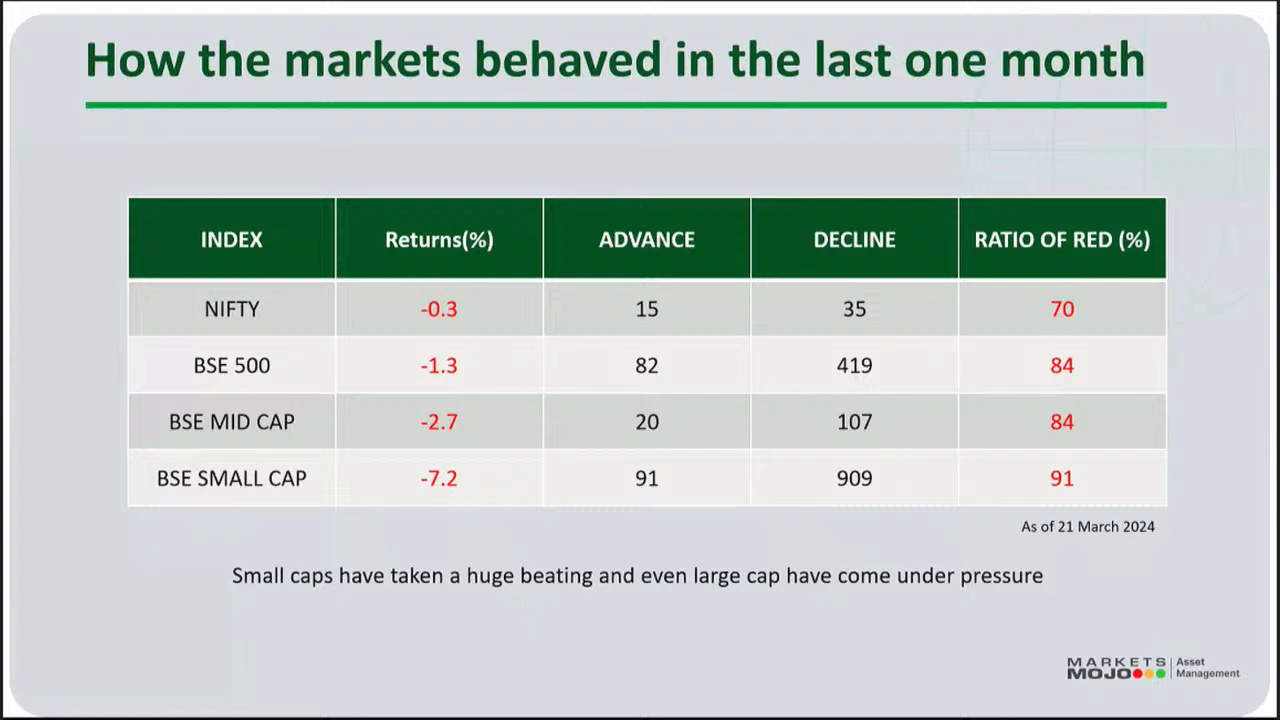 How the markets behaved in the last one month
INDEX Returns(%) ADVANCE DECLINE RATIO OF RED (%)
NIFTY -0.3 15 35 70
BSE 500 -1.3 82 419 84
BSE MID CAP -2.7 20 107 84
BSE SMALL CAP -7.2 91 909 91
As of 21 March 2024
Small caps have taken a huge beating and even large cap have come under pressure
MARKETS MOJO Asset Management